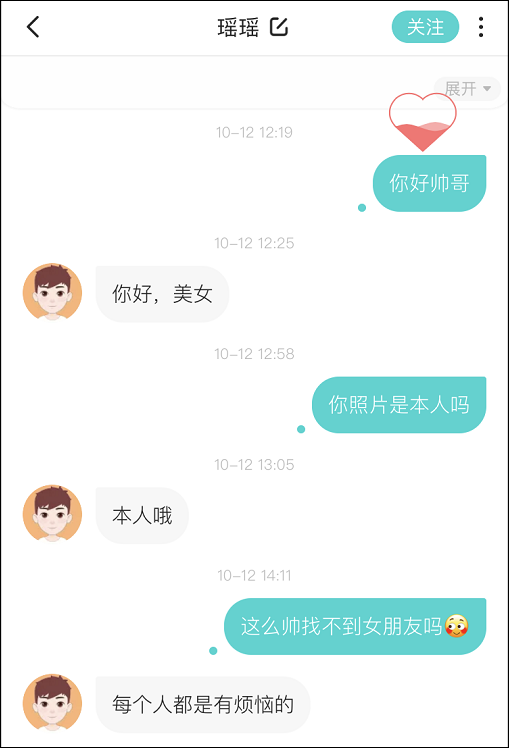 瑶瑶
关注
展开
10-12 12:19
你好帅哥
10-12 12:25
你好，美女
10-12 12:58
你照片是本人吗
10-12 13:05
本人哦
10-12 14:11
这么帅找不到女朋友吗😳
每个人都是有烦恼的